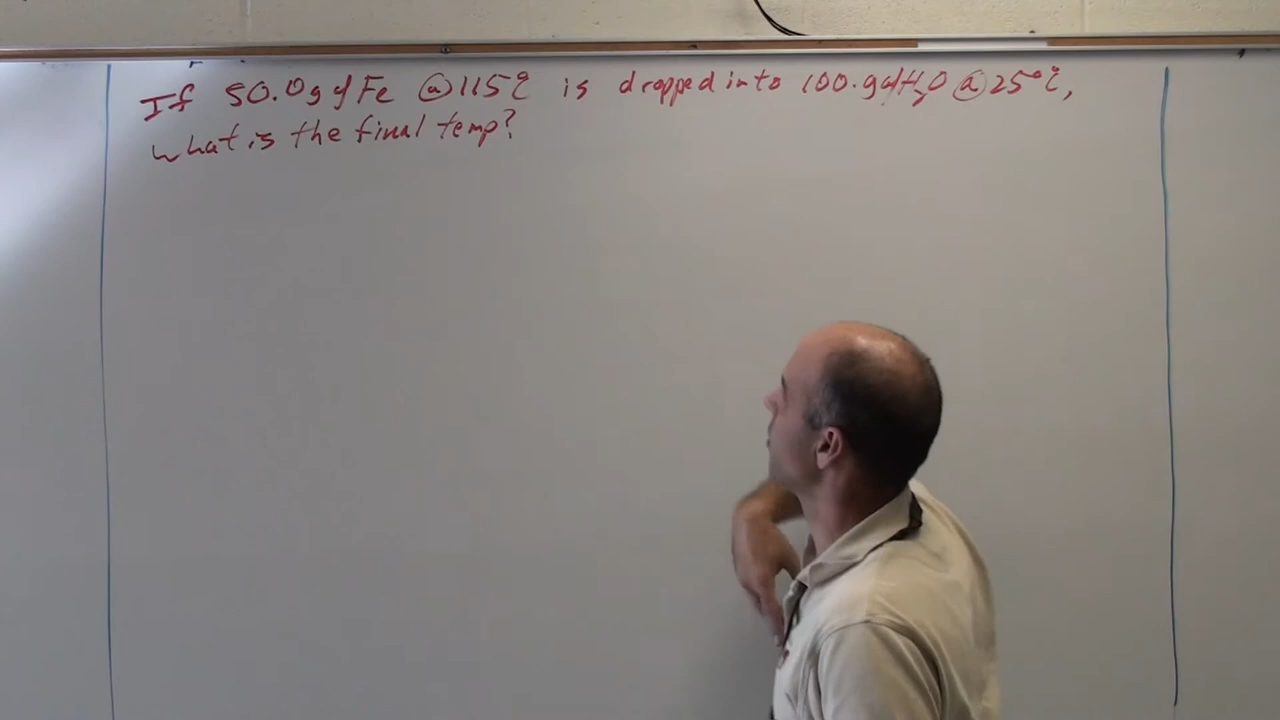 If 50.0g of Fe @ 115°C is dropped into 100.g of H₂O @ 25°C,
what is the final temp?